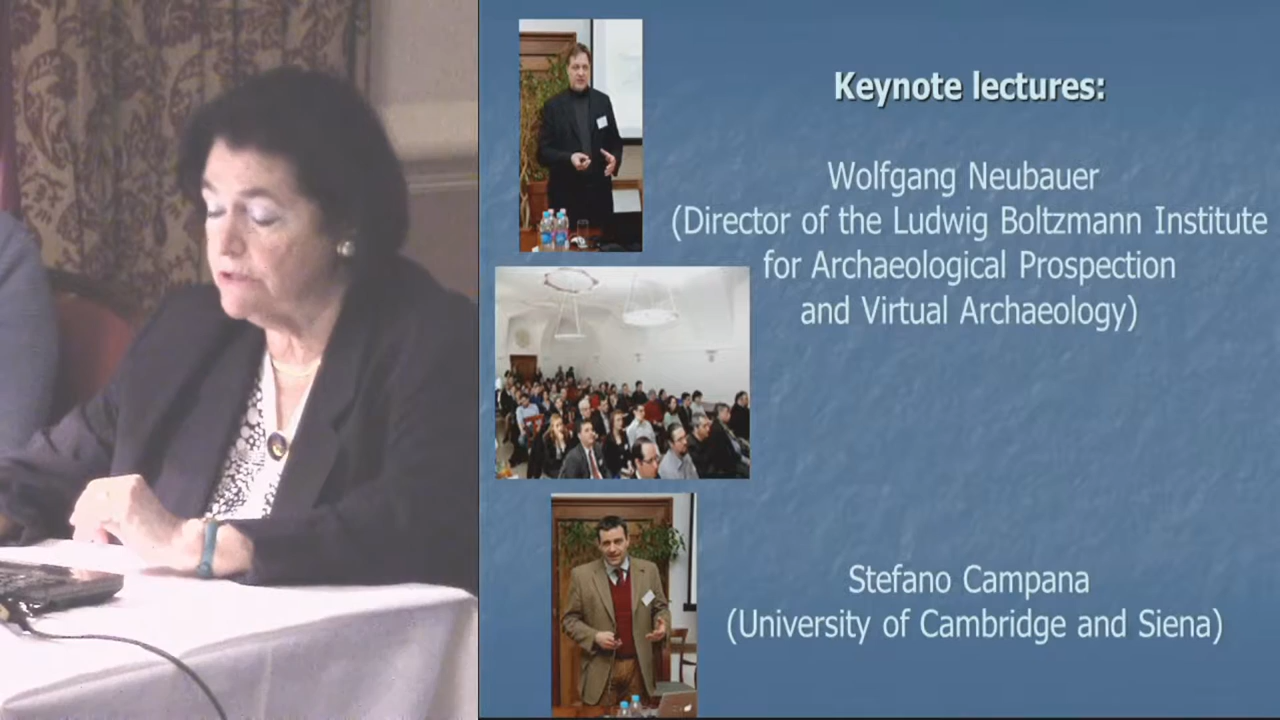 Keynote lectures:
Wolfgang Neubauer
(Director of the Ludwig Boltzmann Institute
for Archaeological Prospection
and Virtual Archaeology)
Stefano Campana
(University of Cambridge and Siena)